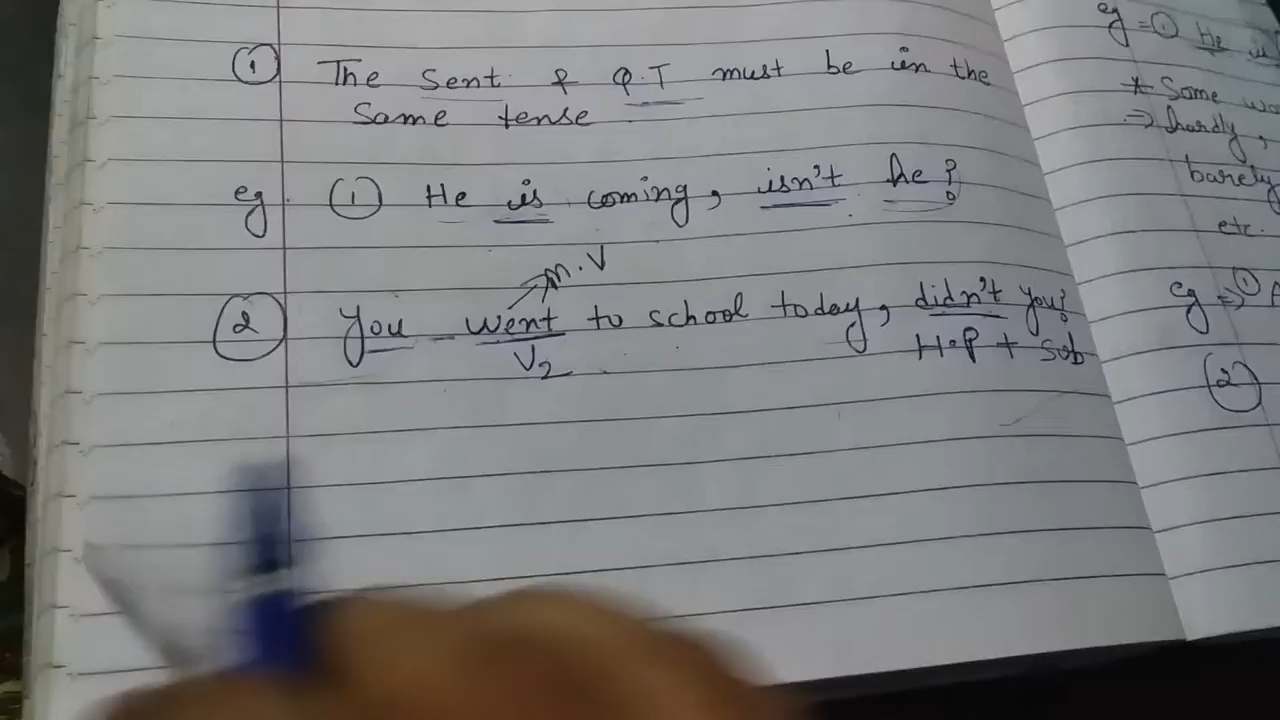 ① The Sent. & Q.T must be in the
Same tense
eg. ① He is coming, isn't he?
→ M.V
② You went to school today, didn't you?
V2
H.P + Sub
eg = ① He is
* Some
→ hardly,
barely
etc.
eg ⇒ ①
②